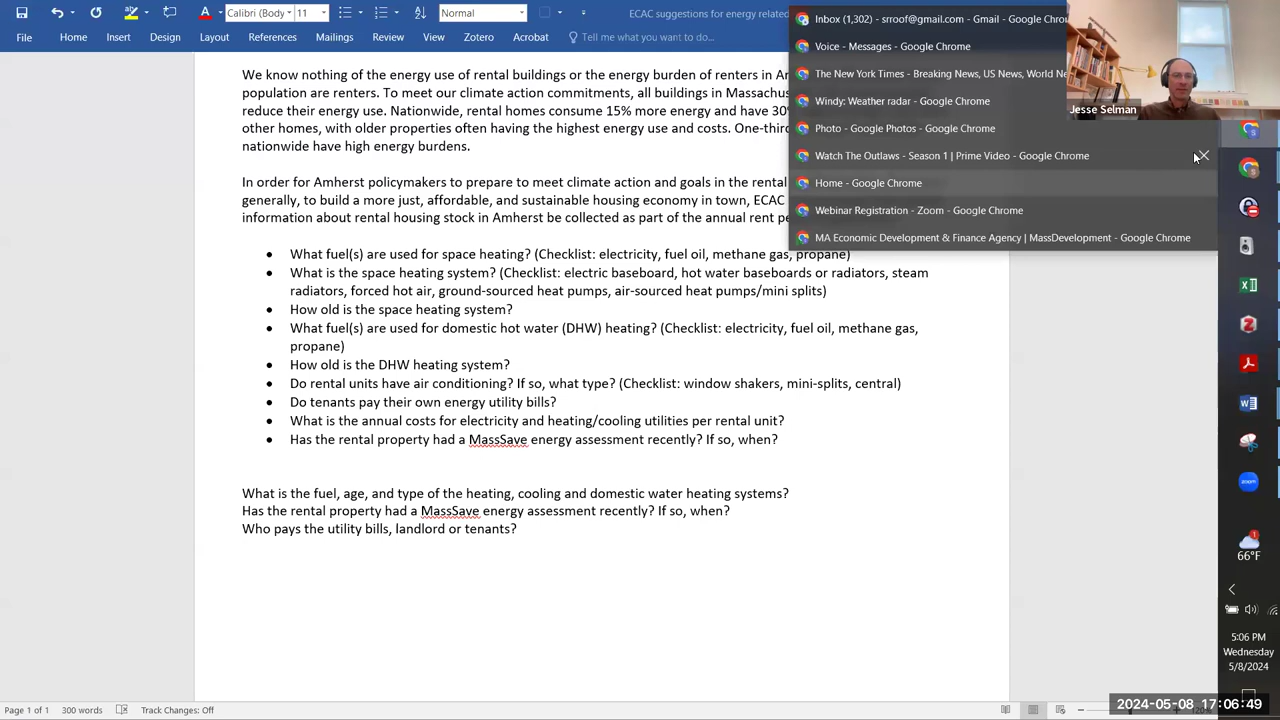 Calibri (Body
11
Normal
ECAC suggestions for energy related
File
Home
Insert
Design
Layout
References
Mailings
Review
View
Zotero
Acrobat
Tell me what you want to do...
Inbox (1,302) - srroof@gmail.com - Gmail - Google Chro
Voice - Messages - Google Chrome
The New York Times - Breaking News, US News, World Ne
Windy: Weather radar - Google Chrome
Photo - Google Photos - Google Chrome
Watch The Outlaws - Season 1 | Prime Video - Google Chrome
Home - Google Chrome
Webinar Registration - Zoom - Google Chrome
MA Economic Development & Finance Agency | MassDevelopment - Google Chrome
Jesse Selman
We know nothing of the energy use of rental buildings or the energy burden of renters in Am
population are renters. To meet our climate action commitments, all buildings in Massachus
reduce their energy use. Nationwide, rental homes consume 15% more energy and have 30%
other homes, with older properties often having the highest energy use and costs. One-third
nationwide have high energy burdens.
In order for Amherst policymakers to prepare to meet climate action and goals in the rental
generally, to build a more just, affordable, and sustainable housing economy in town, ECAC
information about rental housing stock in Amherst be collected as part of the annual rent pe
• What fuel(s) are used for space heating? (Checklist: electricity, fuel oil, methane gas, propane)
• What is the space heating system? (Checklist: electric baseboard, hot water baseboards or radiators, steam
radiators, forced hot air, ground-sourced heat pumps, air-sourced heat pumps/mini splits)
• How old is the space heating system?
• What fuel(s) are used for domestic hot water (DHW) heating? (Checklist: electricity, fuel oil, methane gas,
propane)
• How old is the DHW heating system?
• Do rental units have air conditioning? If so, what type? (Checklist: window shakers, mini-splits, central)
• Do tenants pay their own energy utility bills?
• What is the annual costs for electricity and heating/cooling utilities per rental unit?
• Has the rental property had a MassSave energy assessment recently? If so, when?
What is the fuel, age, and type of the heating, cooling and domestic water heating systems?
Has the rental property had a MassSave energy assessment recently? If so, when?
Who pays the utility bills, landlord or tenants?
66°F
5:06 PM
Wednesday
5/8/2024
Page 1 of 1
300 words
Track Changes: Off
2024-05-08 17:06:49